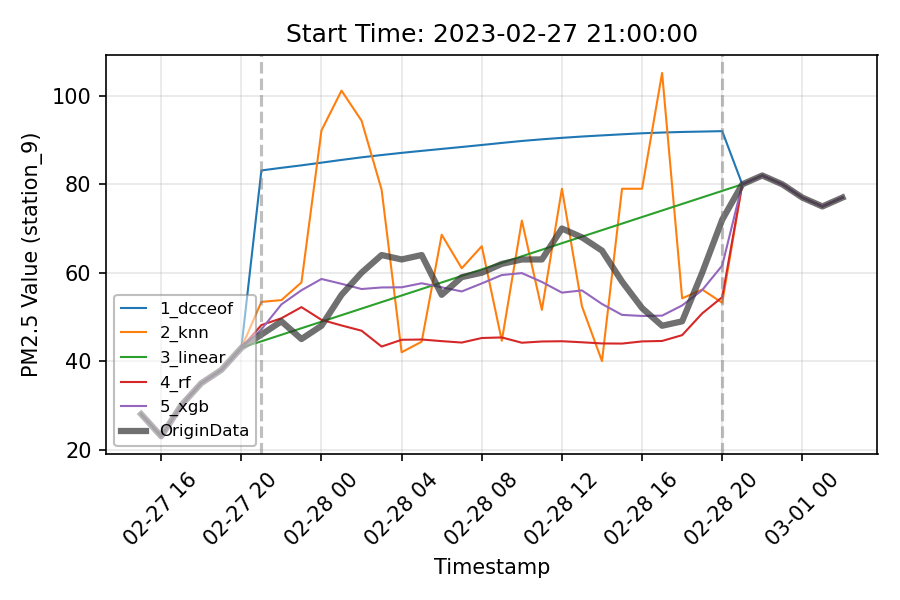 Start Time: 2023-02-27 21:00:00
PM2.5 Value (station_9)
100
80
60
40
20
1_dcceof
2_knn
3_linear
4_rf
5_xgb
OriginData
02-27 16
02-27 20
02-28 00
02-28 04
02-28 08
02-28 12
02-28 16
02-28 20
03-01 00
Timestamp